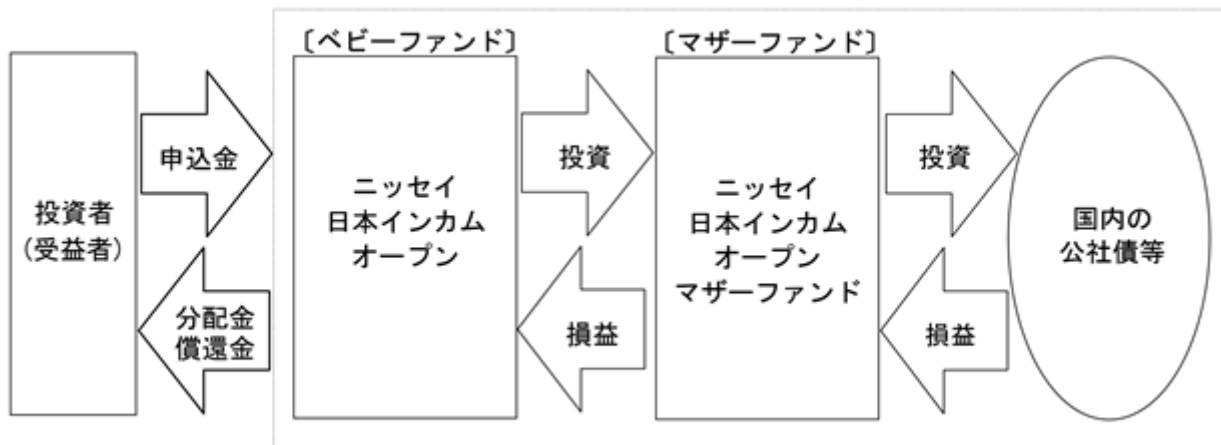 〔ベビーファンド〕
〔マザーファンド〕
投資者
(受益者)
申込金
分配金
償還金
ニッセイ
日本インカム
オープン
投資
損益
ニッセイ
日本インカム
オープン
マザーファンド
投資
損益
国内の
公社債等